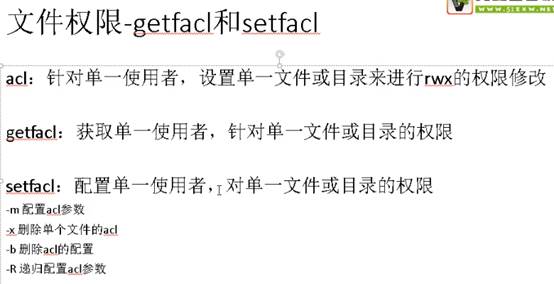 文件权限-getfacl和setfacl
WWW.51ZXW.NET
acl：针对单一使用者，设置单一文件或目录来进行rwx的权限修改
getfacl：获取单一使用者，针对单一文件或目录的权限
setfacl：配置单一使用者，对单一文件或目录的权限
-m 配置acl参数
-x 删除单个文件的acl
-b 删除acl的配置
-R 递归配置acl参数